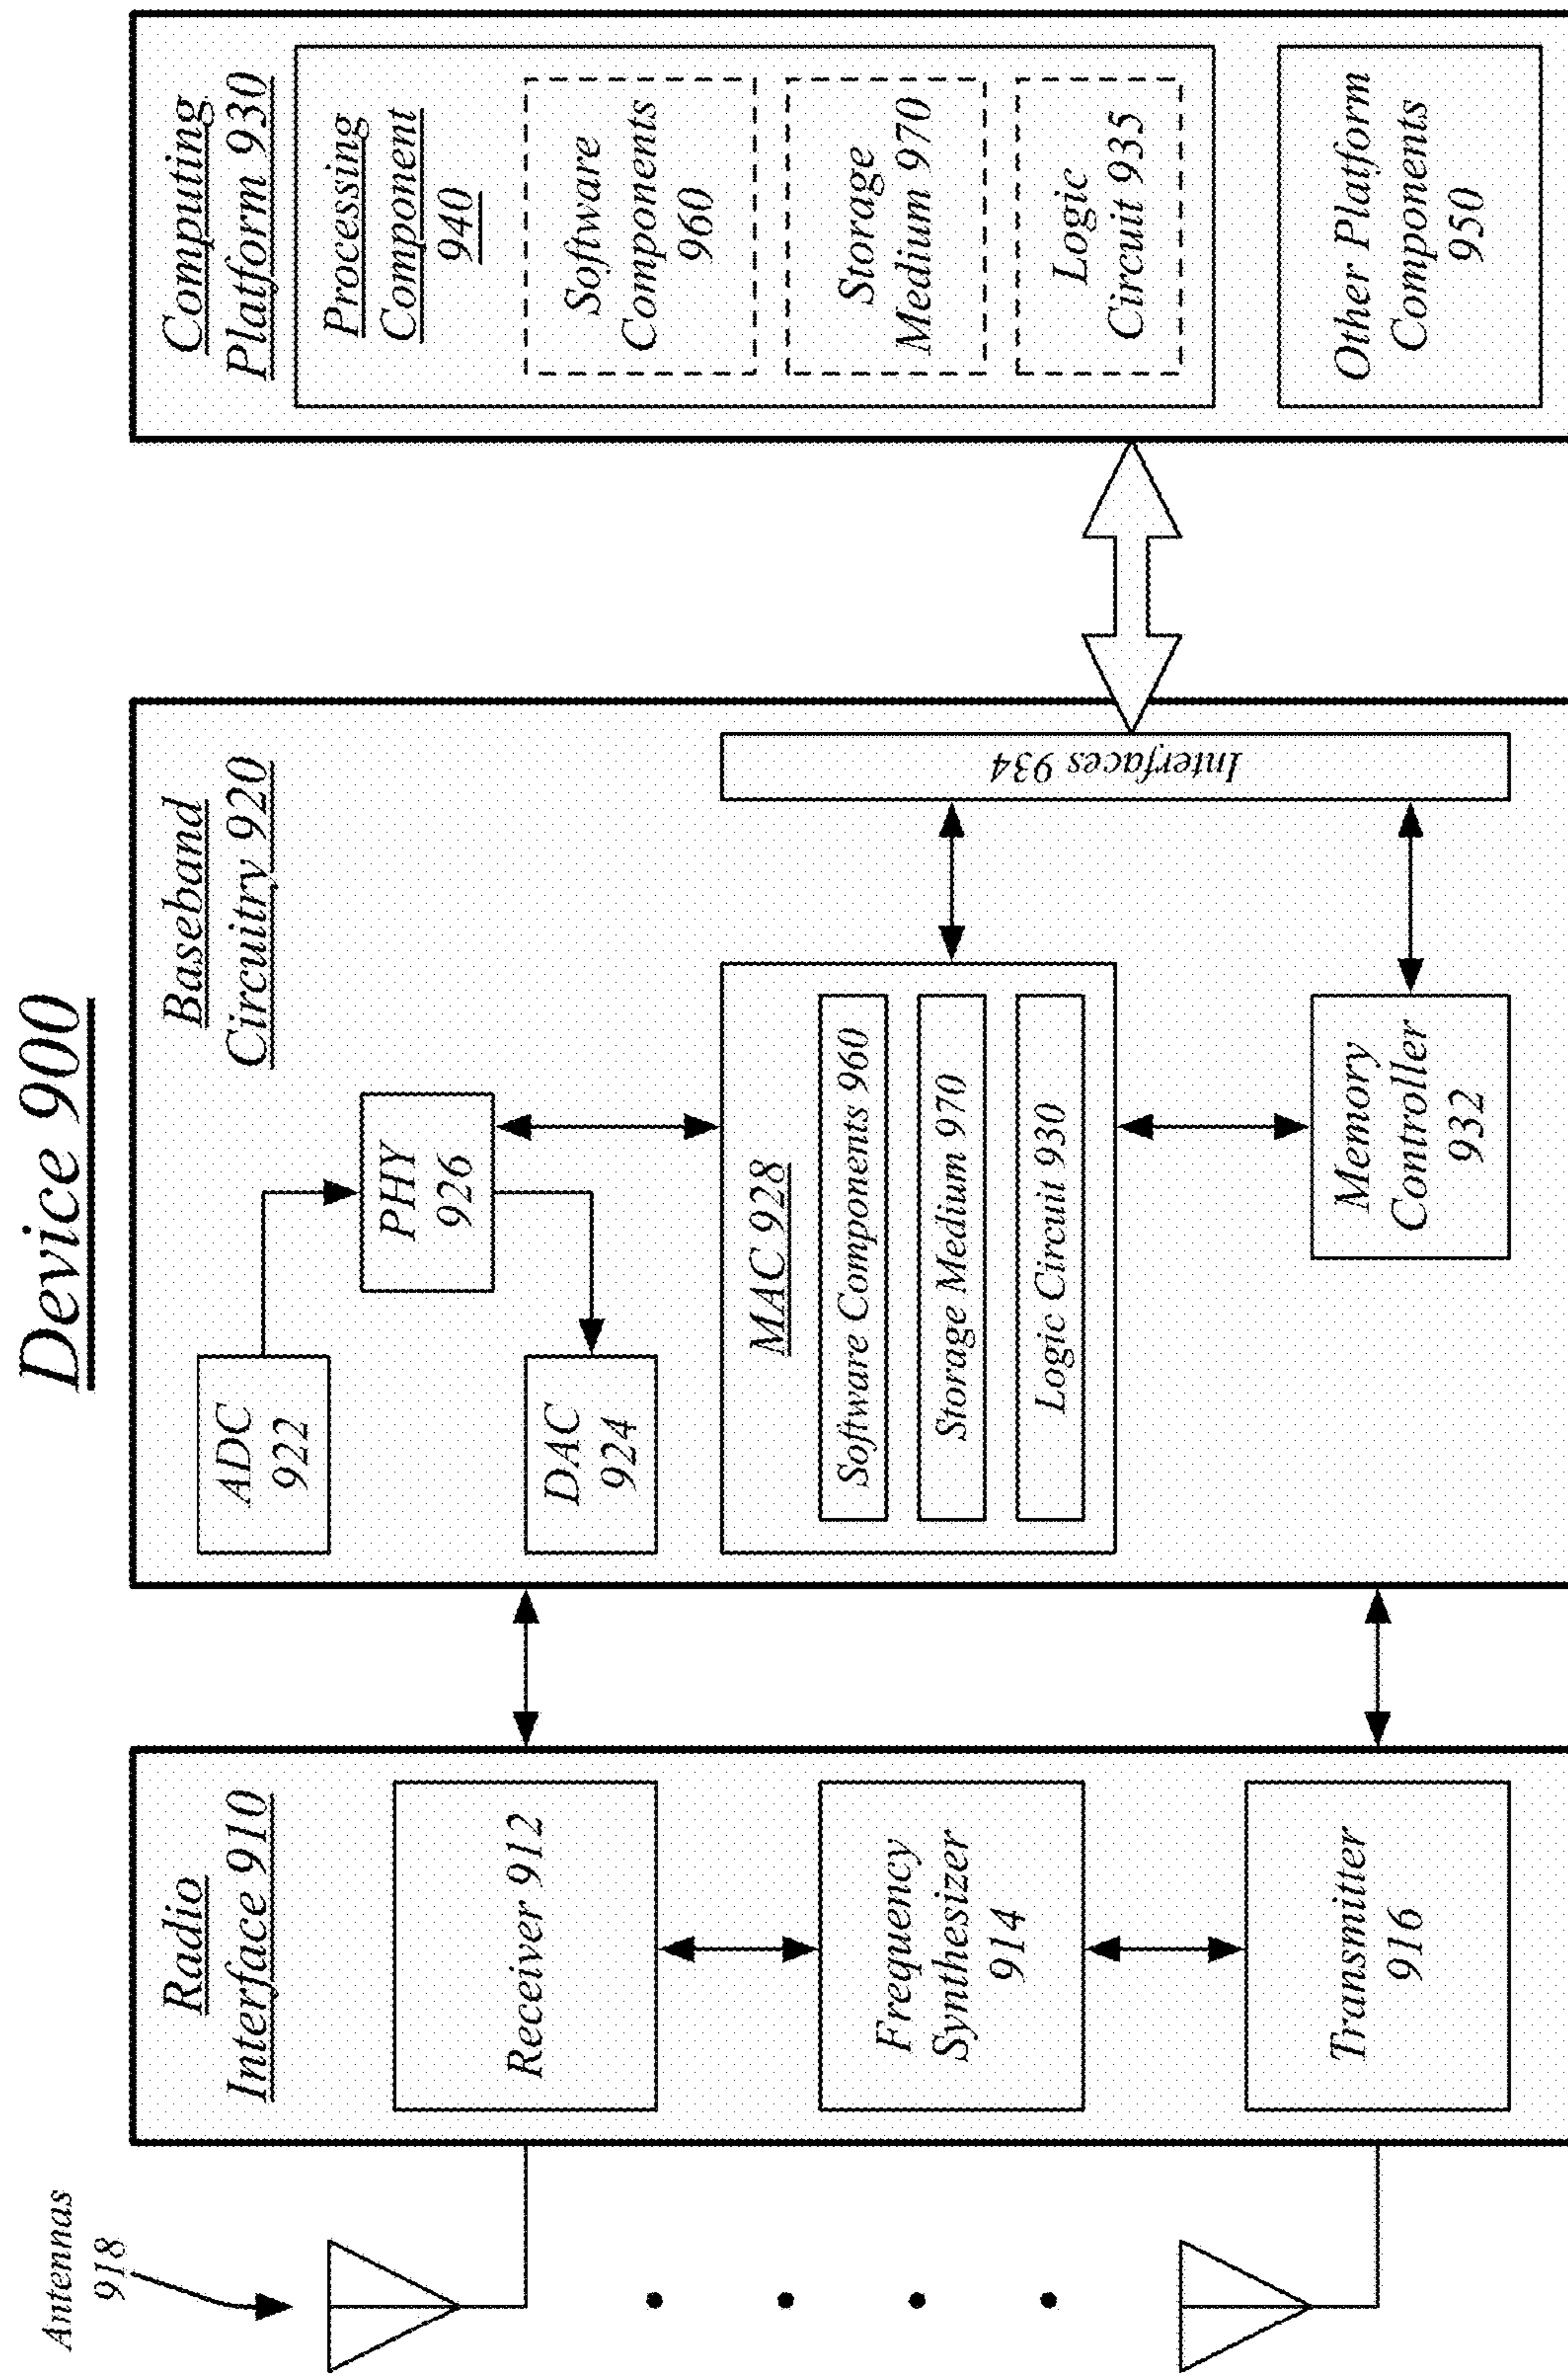 Device 900
Antennas
918
Radio
Interface 910
Receiver 912
Frequency
Synthesizer
914
Transmitter
916
Baseband
Circuitry 920
ADC
922
PHY
926
DAC
924
MAC 928
Software Components 960
Storage Medium 970
Logic Circuit 930
Memory
Controller
932
Interfaces 934
Computing
Platform 930
Processing
Component
940
Software
Components
960
Storage
Medium 970
Logic
Circuit 935
Other Platform
Components
950